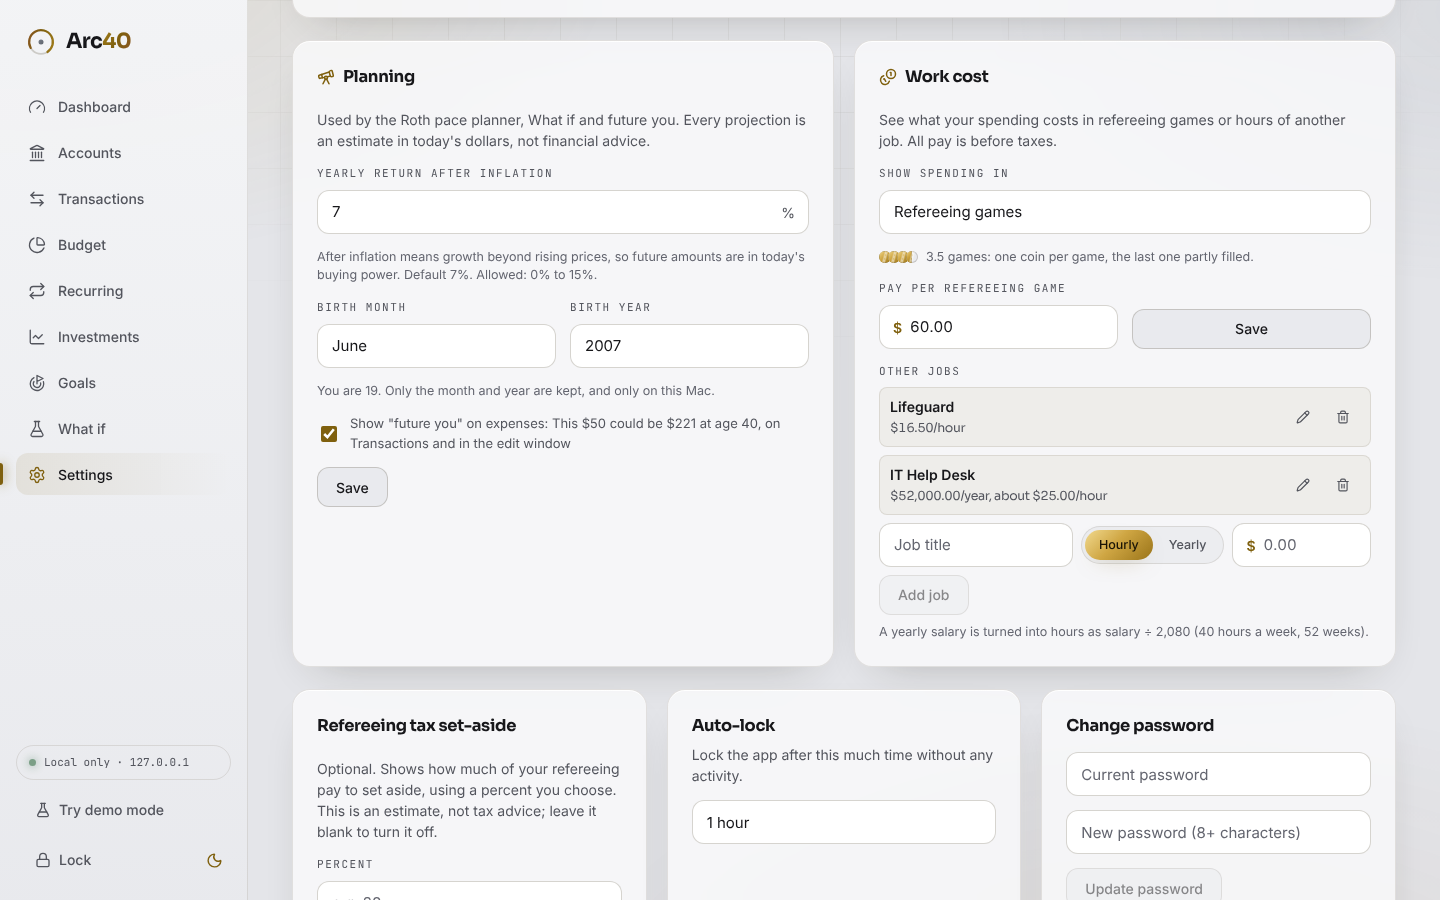 Arc40
Dashboard
Accounts
Transactions
Budget
Recurring
Investments
Goals
What if
Settings
Local only · 127.0.0.1
Try demo mode
Lock
Planning
Used by the Roth pace planner, What if and future you. Every projection is
an estimate in today's dollars, not financial advice.
YEARLY RETURN AFTER INFLATION
7 %
After inflation means growth beyond rising prices, so future amounts are in today's
buying power. Default 7%. Allowed: 0% to 15%.
BIRTH MONTH BIRTH YEAR
June 2007
You are 19. Only the month and year are kept, and only on this Mac.
Show "future you" on expenses: This $50 could be $221 at age 40, on
Transactions and in the edit window
Save
Work cost
See what your spending costs in refereeing games or hours of another
job. All pay is before taxes.
SHOW SPENDING IN
Refereeing games
3.5 games: one coin per game, the last one partly filled.
PAY PER REFEREEING GAME
$ 60.00 Save
OTHER JOBS
Lifeguard
$16.50/hour
IT Help Desk
$52,000.00/year, about $25.00/hour
Job title Hourly Yearly $ 0.00
Add job
A yearly salary is turned into hours as salary ÷ 2,080 (40 hours a week, 52 weeks).
Refereeing tax set-aside
Optional. Shows how much of your refereeing
pay to set aside, using a percent you choose.
This is an estimate, not tax advice; leave it
blank to turn it off.
PERCENT
Auto-lock
Lock the app after this much time without any
activity.
1 hour
Change password
Current password
New password (8+ characters)
Update password